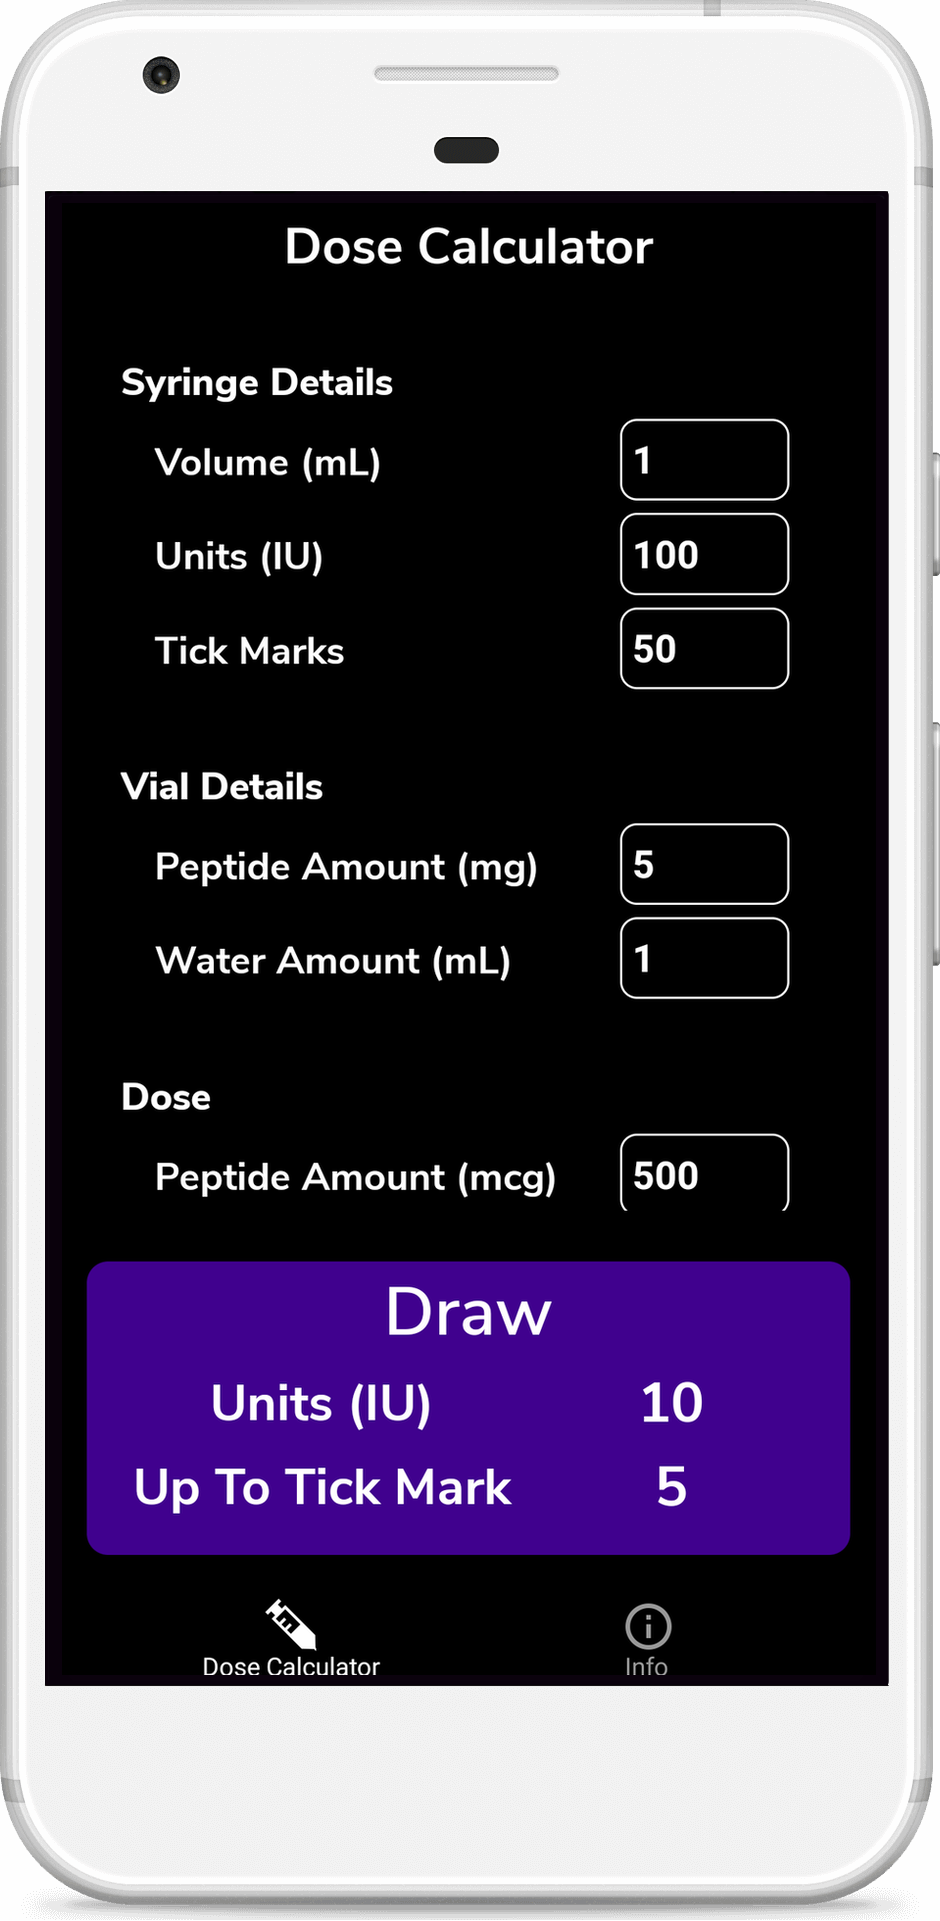 Dose Calculator
Syringe Details
Volume (mL) 1
Units (IU) 100
Tick Marks 50
Vial Details
Peptide Amount (mg) 5
Water Amount (mL) 1
Dose
Peptide Amount (mcg) 500
Draw
Units (IU) 10
Up To Tick Mark 5
Dose Calculator Info